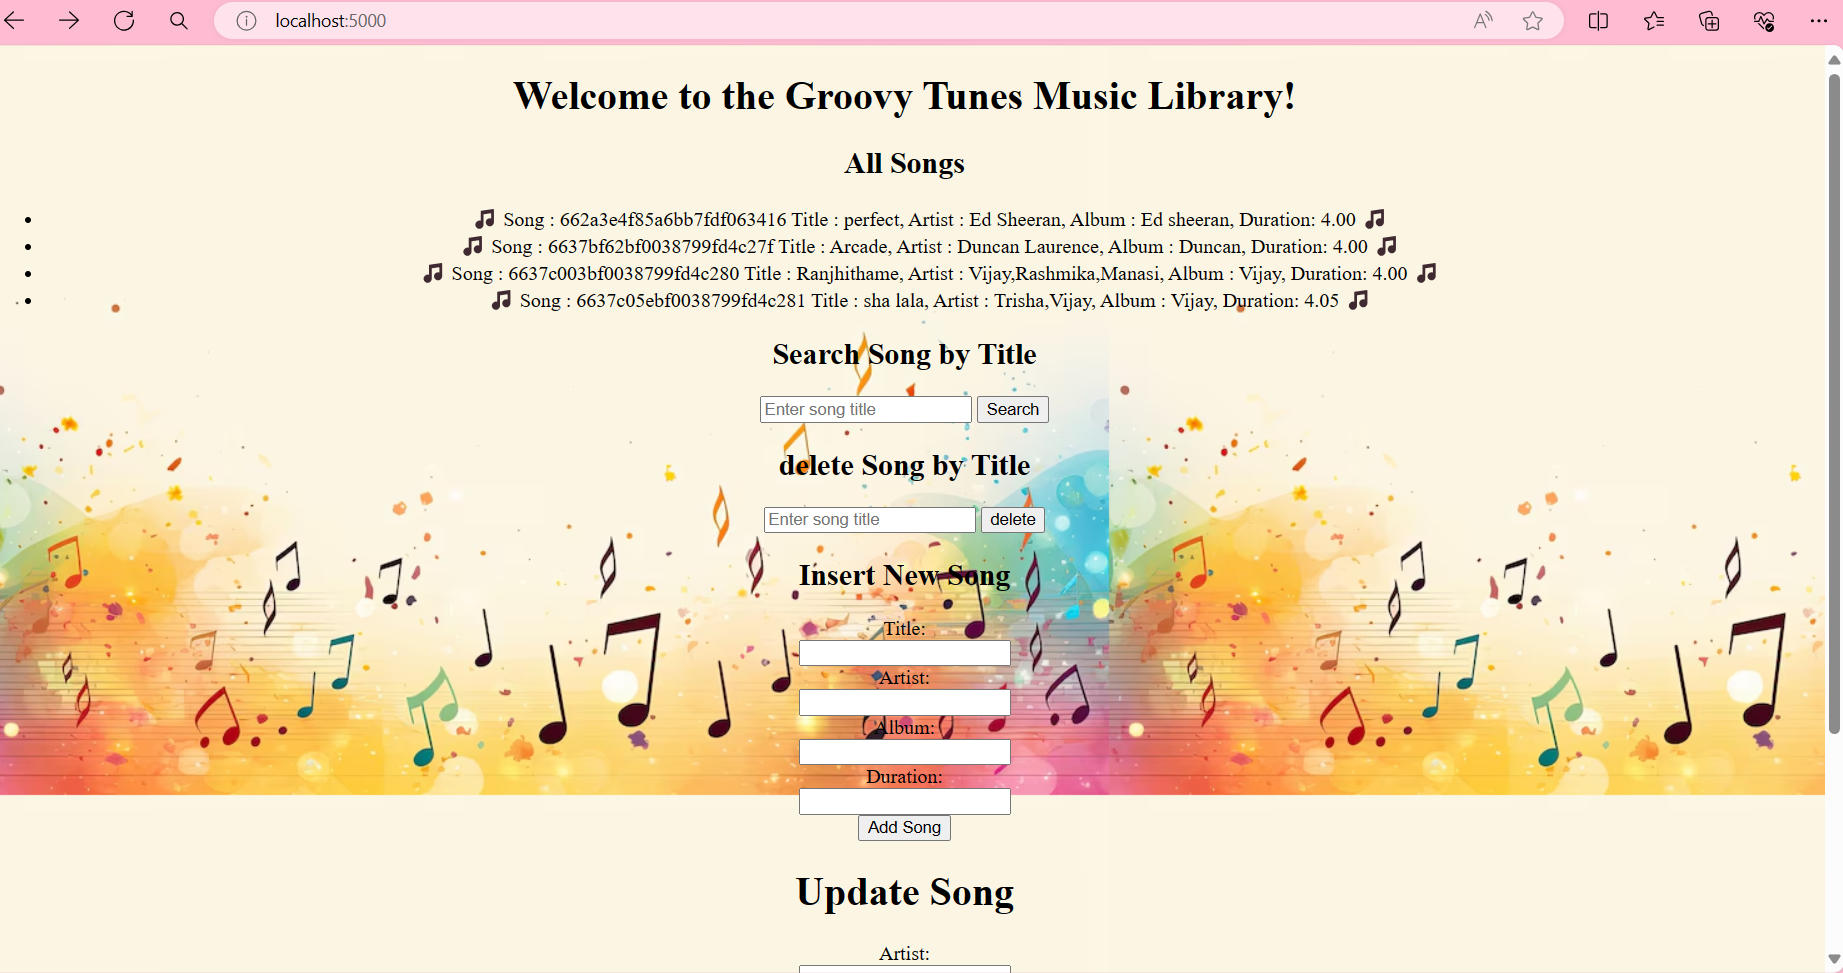 localhost:5000
Welcome to the Groovy Tunes Music Library!
All Songs
Song : 662a3e4f85a6bb7fdf063416 Title : perfect, Artist : Ed Sheeran, Album : Ed sheeran, Duration: 4.00
Song : 6637bf62bf0038799fd4c27f Title : Arcade, Artist : Duncan Laurence, Album : Duncan, Duration: 4.00
Song : 6637c003bf0038799fd4c280 Title : Ranjhithame, Artist : Vijay,Rashmika,Manasi, Album : Vijay, Duration: 4.00
Song : 6637c05ebf0038799fd4c281 Title : sha lala, Artist : Trisha,Vijay, Album : Vijay, Duration: 4.05
Search Song by Title
Enter song title Search
delete Song by Title
Enter song title delete
Insert New Song
Title:
Artist:
Album:
Duration:
Add Song
Update Song
Artist: